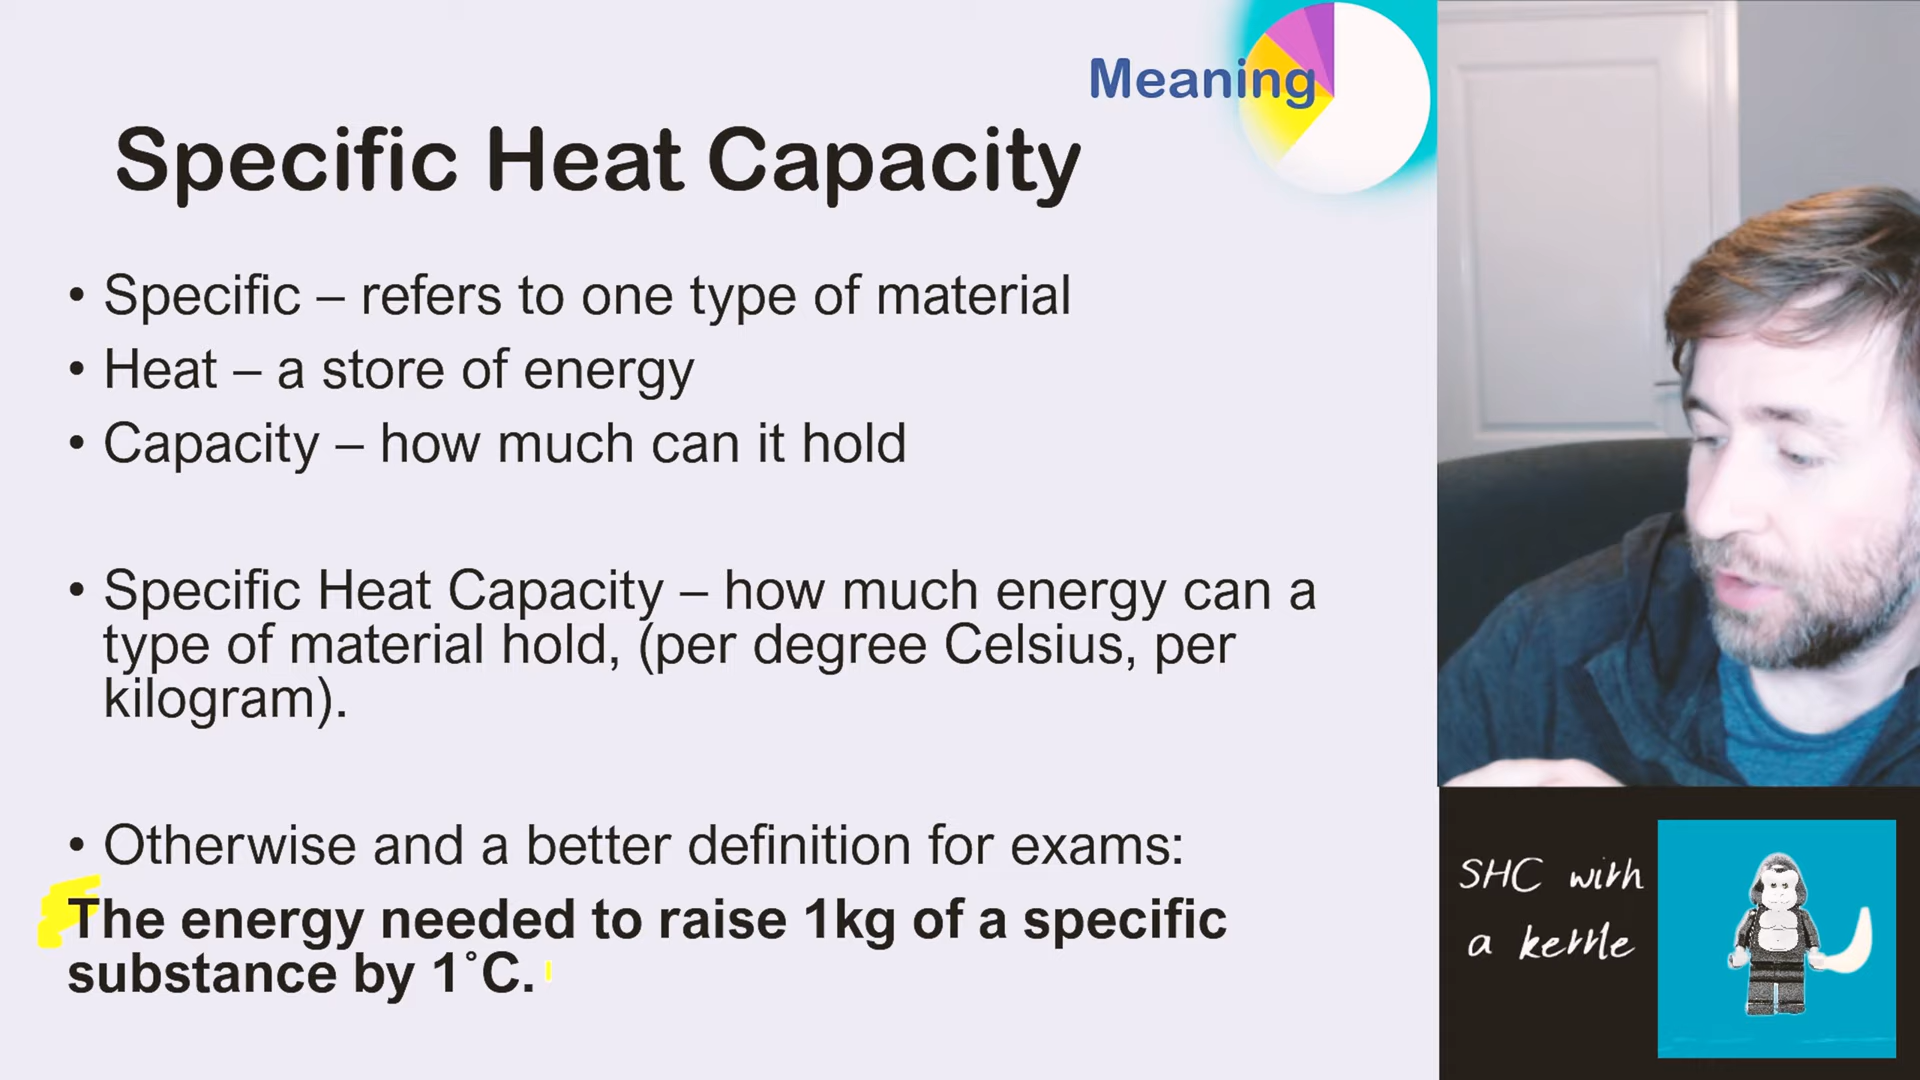 Meaning
Specific Heat Capacity
• Specific – refers to one type of material
• Heat – a store of energy
• Capacity – how much can it hold
• Specific Heat Capacity – how much energy can a
type of material hold, (per degree Celsius, per
kilogram).
• Otherwise and a better definition for exams:
The energy needed to raise 1kg of a specific
substance by 1˚C.
SHC with
a kettle